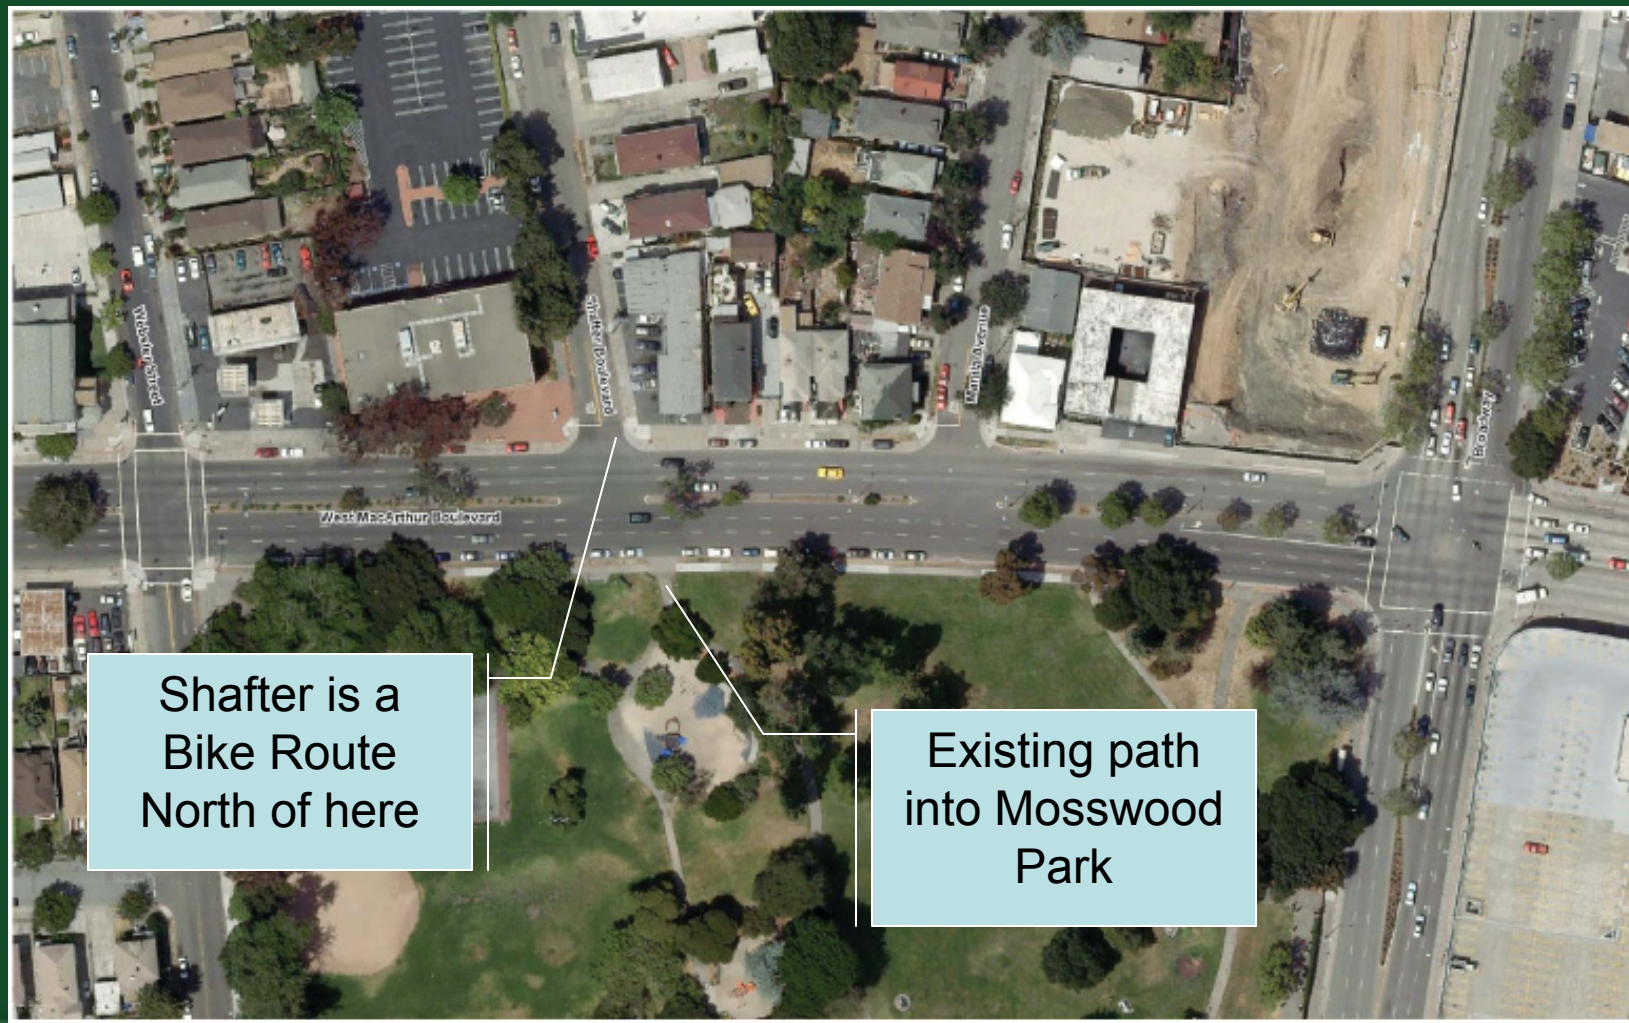 Webster Street
Shafter Boulevard
Manila Avenue
Broadway
West MacArthur Boulevard
Shafter is a
Bike Route
North of here
Existing path
into Mosswood
Park